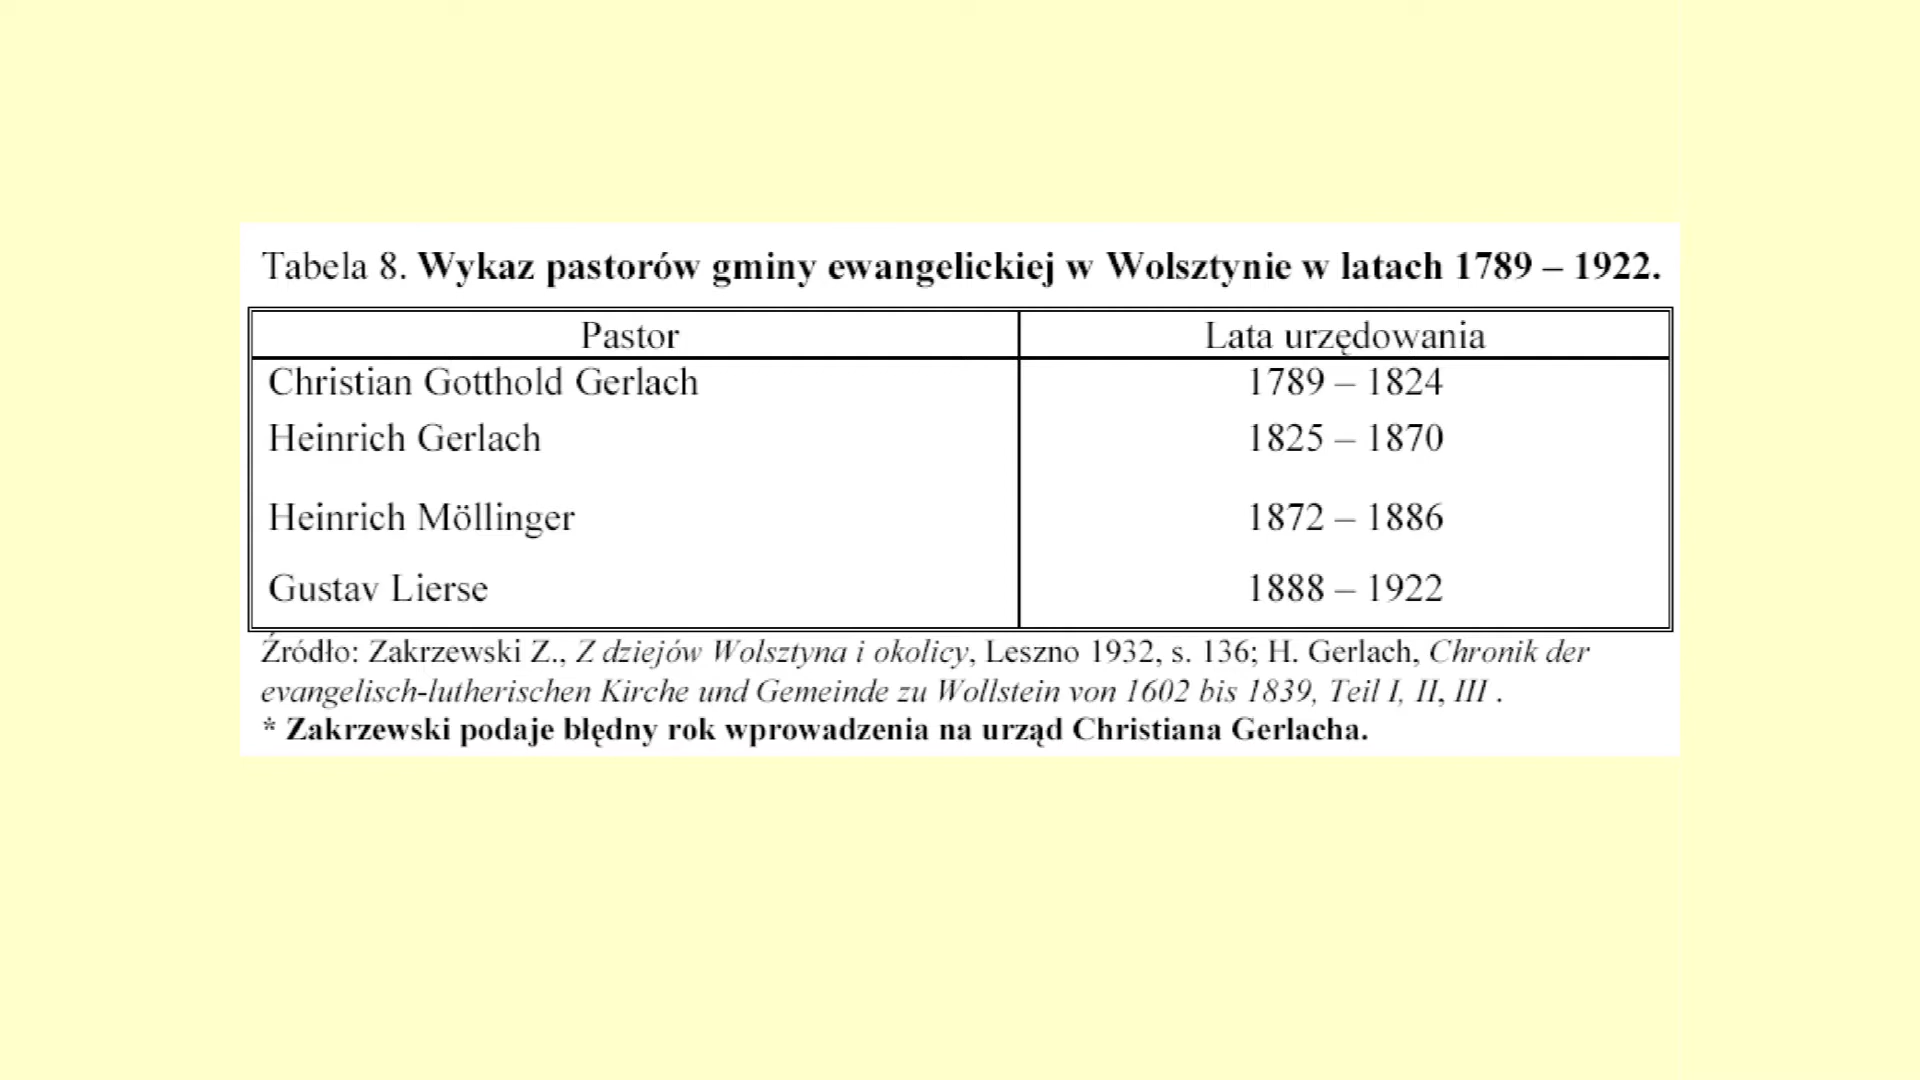 Tabela 8. Wykaz pastorów gminy ewangelickiej w Wolsztynie w latach 1789 – 1922.
Pastor Lata urzędowania
Christian Gotthold Gerlach 1789 – 1824
Heinrich Gerlach 1825 – 1870
Heinrich Möllinger 1872 – 1886
Gustav Lierse 1888 – 1922
Źródło: Zakrzewski Z., Z dziejów Wolsztyna i okolicy, Leszno 1932, s. 136; H. Gerlach, Chronik der
evangelisch-lutherischen Kirche und Gemeinde zu Wollstein von 1602 bis 1839, Teil I, II, III .
* Zakrzewski podaje błędny rok wprowadzenia na urząd Christiana Gerlacha.